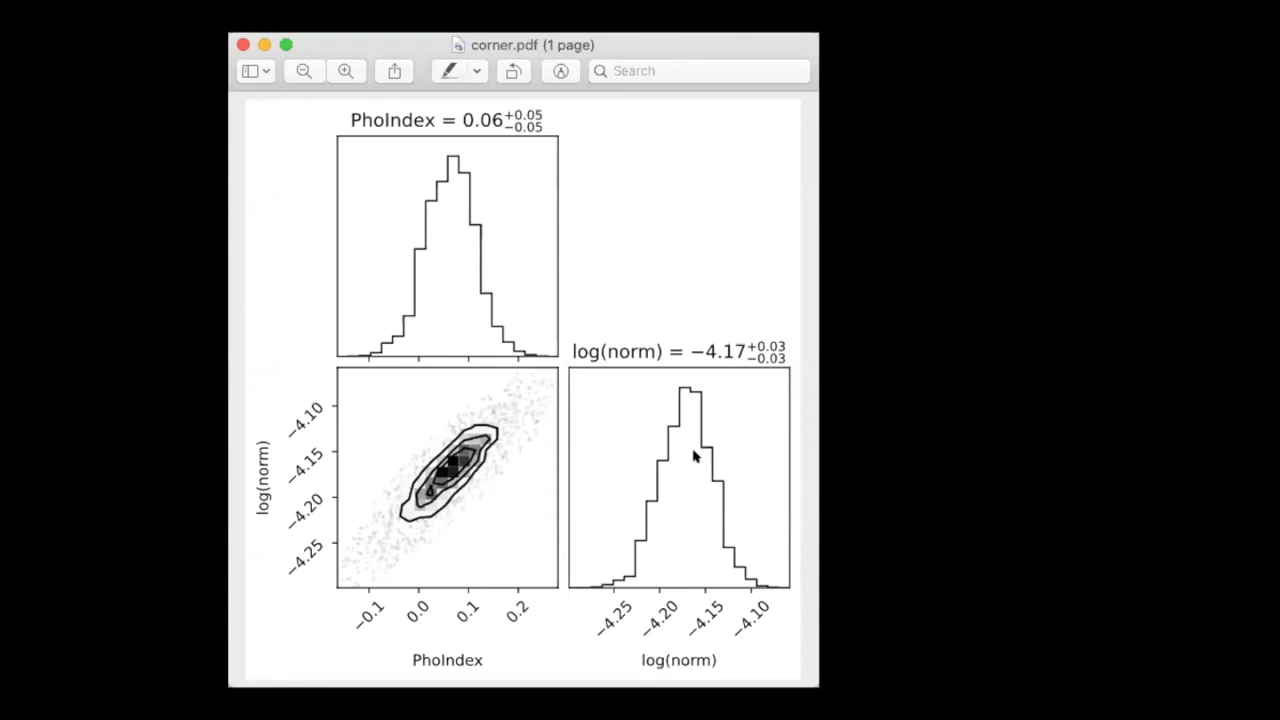 corner.pdf (1 page)
Search
PhoIndex = 0.06+0.05−0.05
log(norm) = −4.17+0.03−0.03
log(norm)
−4.10
−4.15
−4.20
−4.25
−0.1 0.0 0.1 0.2
−4.25 −4.20 −4.15 −4.10
PhoIndex log(norm)